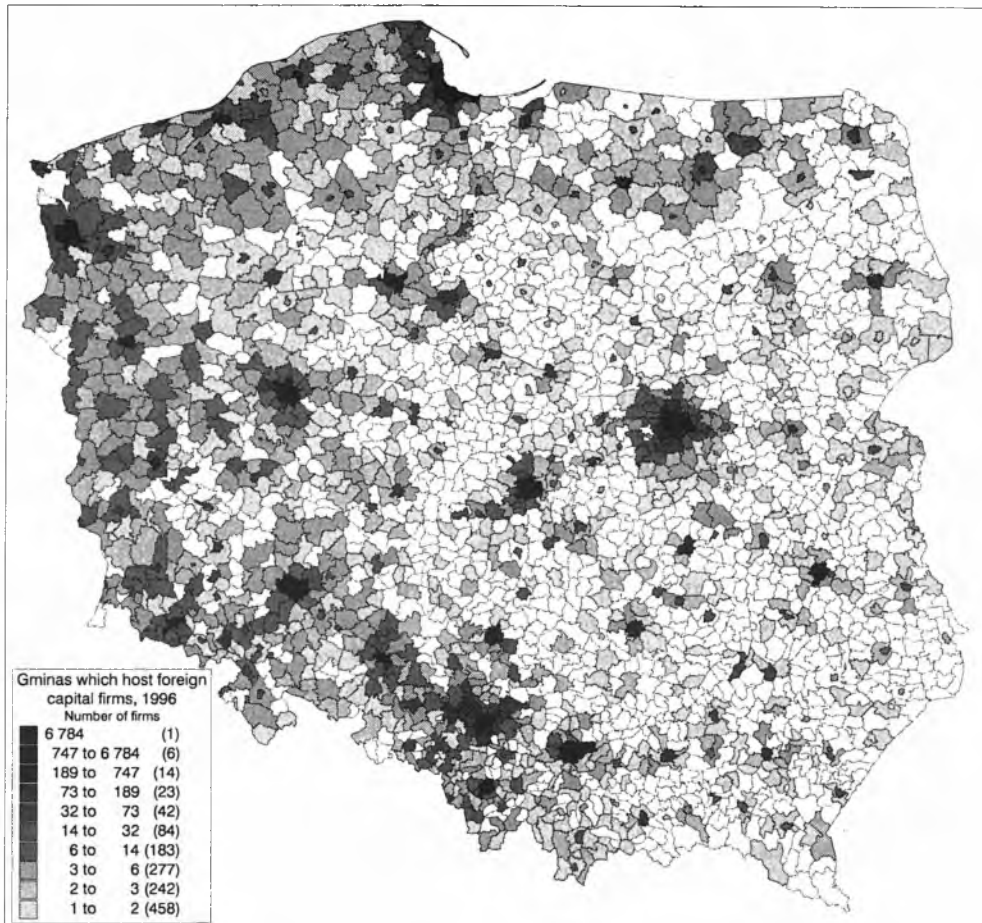 Gminas which host foreign
capital firms, 1996
Number of firms
6 784 (1)
747 to 6 784 (6)
189 to 747 (14)
73 to 189 (23)
32 to 73 (42)
14 to 32 (84)
6 to 14 (183)
3 to 6 (277)
2 to 3 (242)
1 to 2 (458)